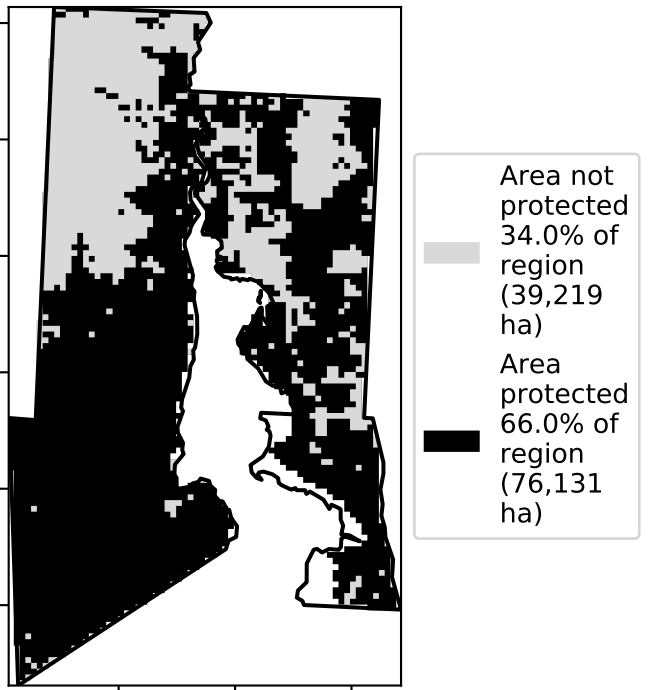 Area not
protected
34.0% of
region
(39,219
ha)
Area
protected
66.0% of
region
(76,131
ha)